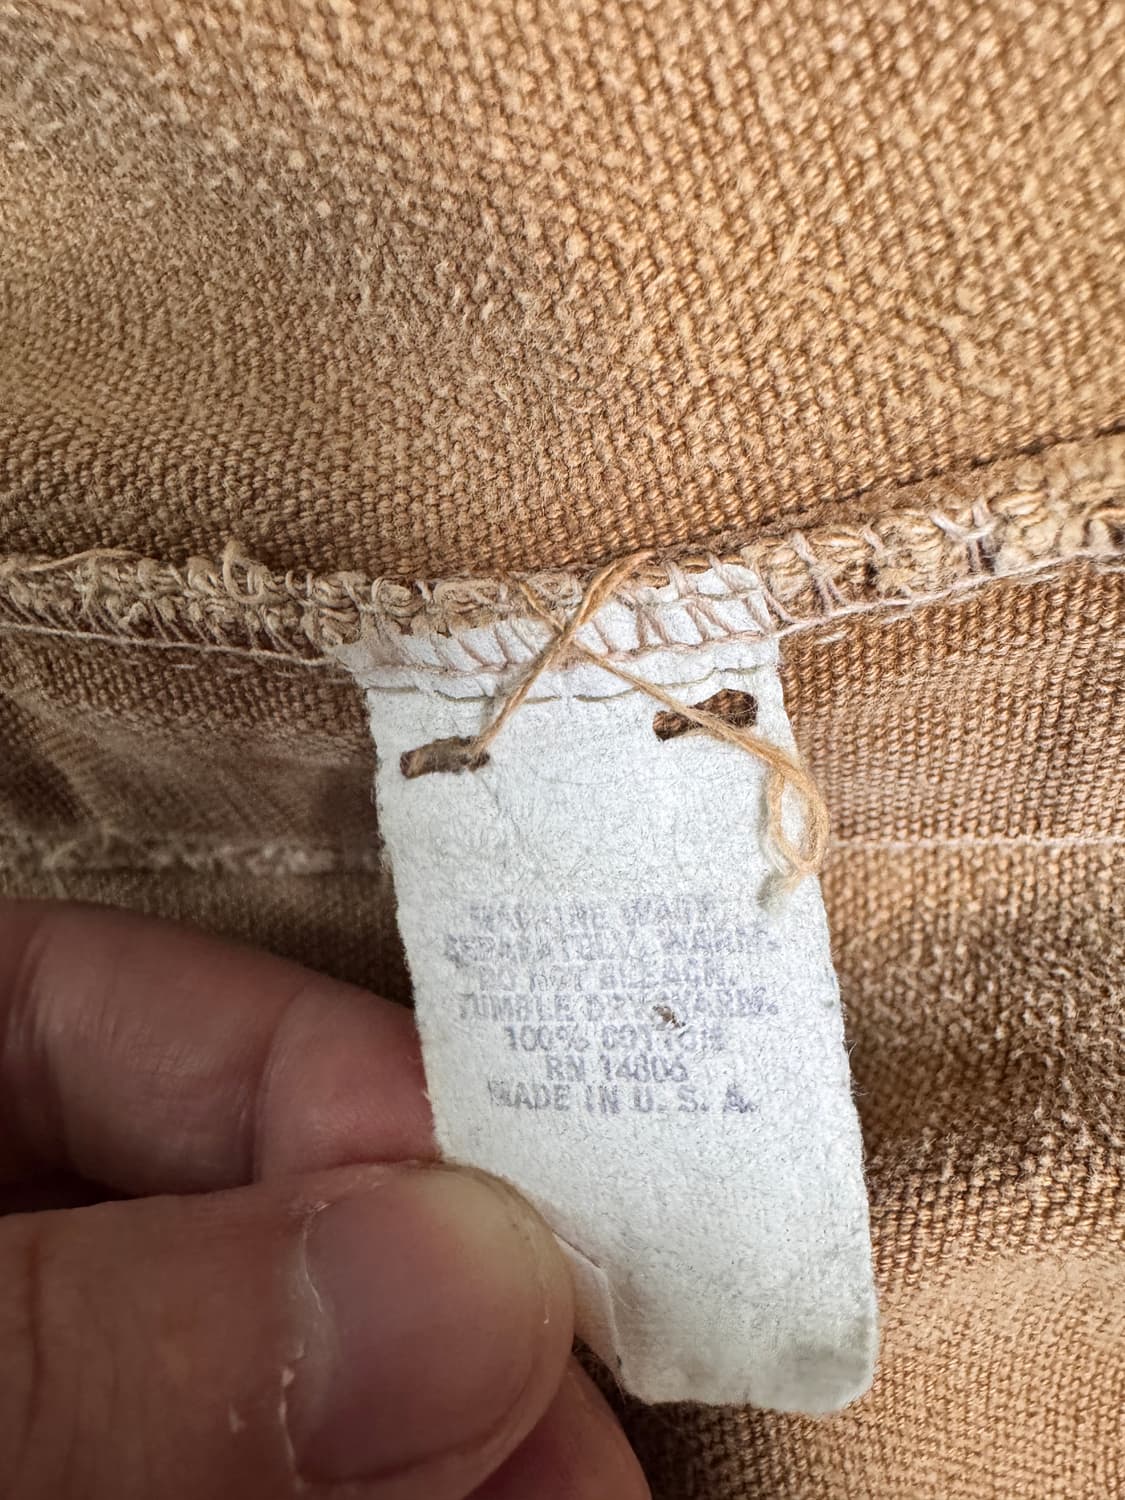 MACHINE WASH
SEPARATELY, WARM.
DO NOT BLEACH.
TUMBLE DRY WARM.
100% COTTON
RN 14806
MADE IN U. S. A.